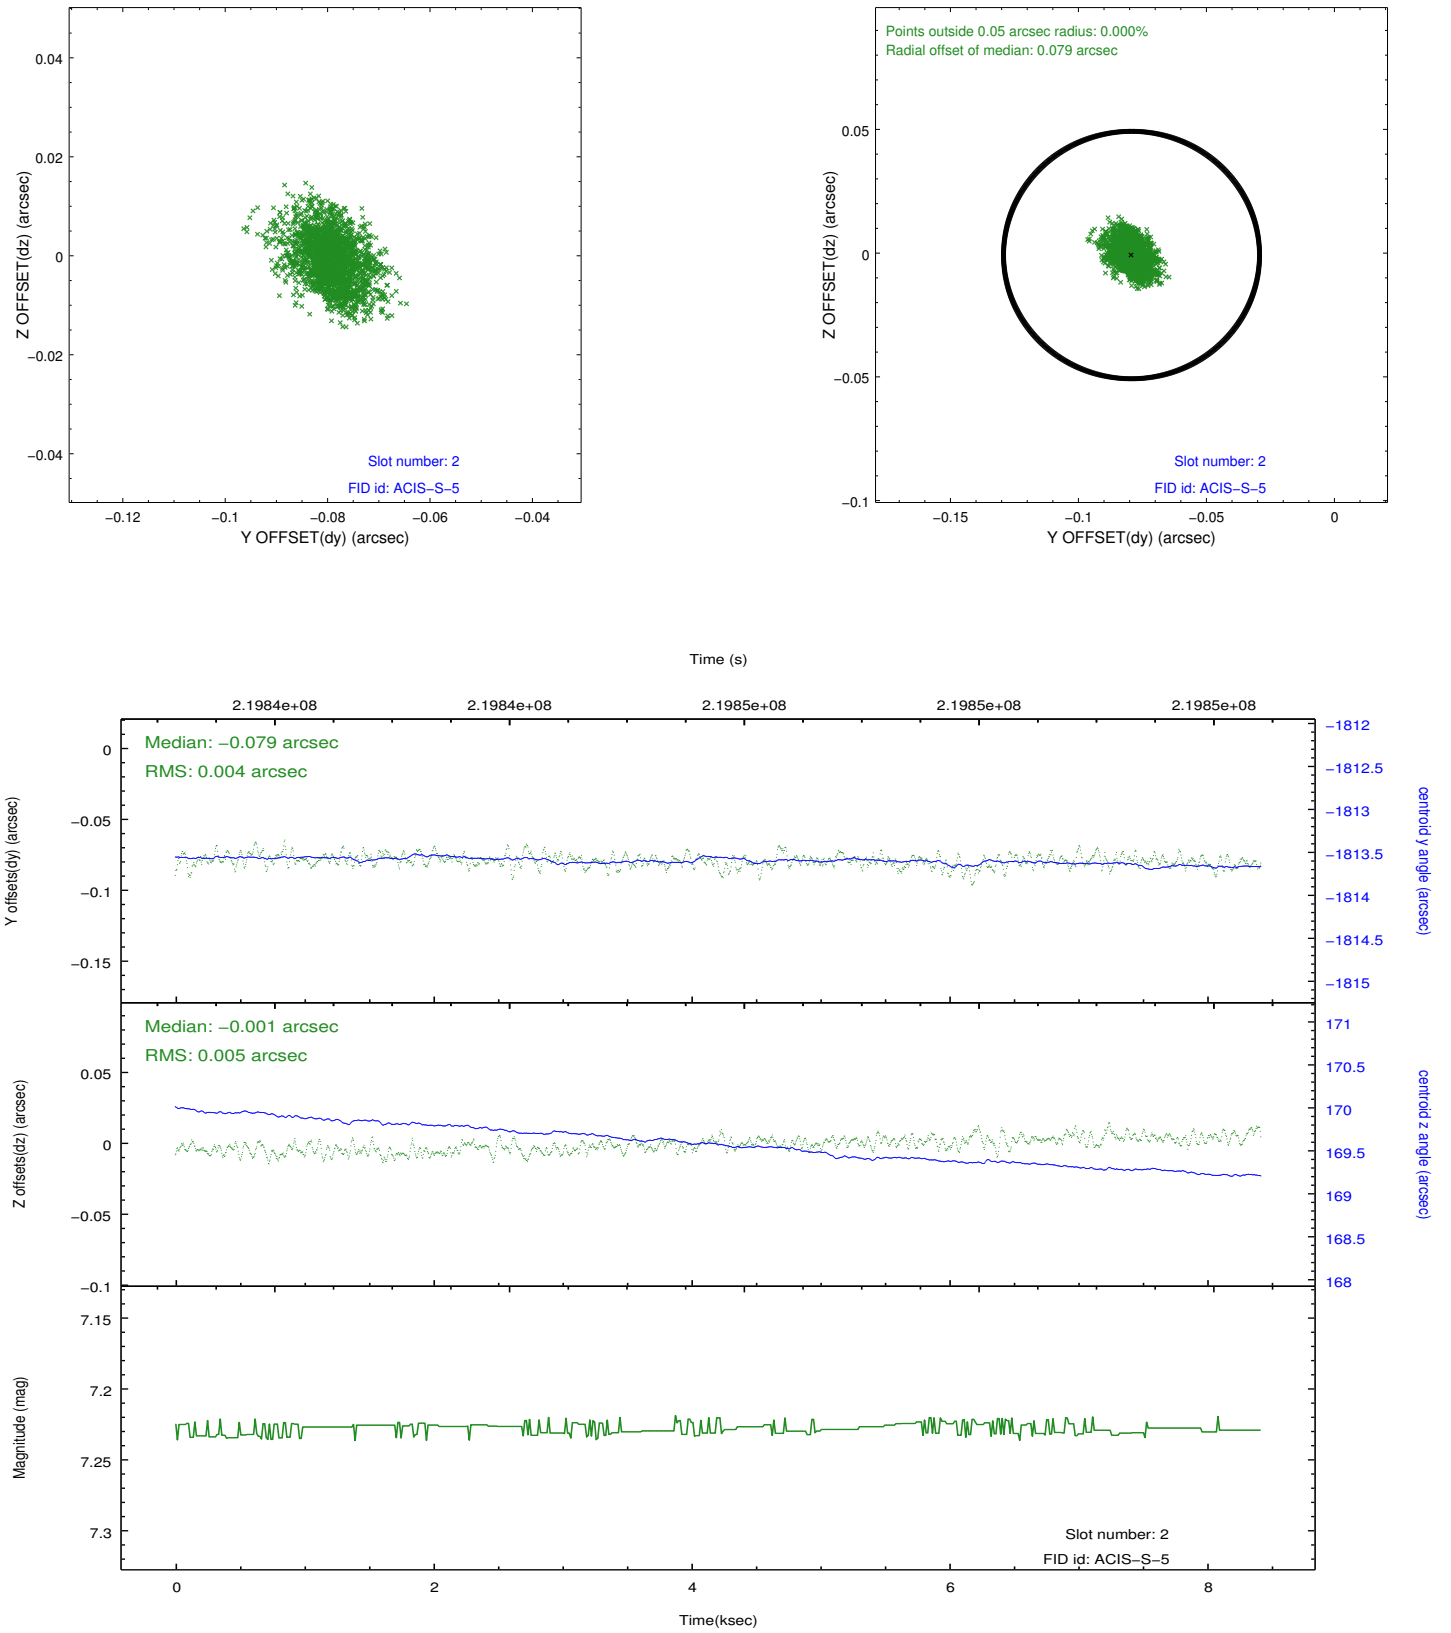 0.04
0.02
0
−0.02
−0.04
Z OFFSET(dz) (arcsec)
Slot number: 2
FID id: ACIS−S−5
−0.12
−0.1
−0.08
−0.06
−0.04
Y OFFSET(dy) (arcsec)
Points outside 0.05 arcsec radius: 0.000%
Radial offset of median: 0.079 arcsec
0.05
0
−0.05
−0.1
Z OFFSET(dz) (arcsec)
Slot number: 2
FID id: ACIS−S−5
−0.15
−0.1
−0.05
0
Y OFFSET(dy) (arcsec)
Time (s)
2.1984e+08
2.1984e+08
2.1985e+08
2.1985e+08
2.1985e+08
Median: −0.079 arcsec
RMS: 0.004 arcsec
0
−0.05
−0.1
−0.15
Y offsets(dy) (arcsec)
−1812
−1812.5
−1813
−1813.5
−1814
−1814.5
−1815
centroid y angle (arcsec)
Median: −0.001 arcsec
RMS: 0.005 arcsec
0.05
0
−0.05
−0.1
Z offsets(dz) (arcsec)
171
170.5
170
169.5
169
168.5
168
centroid z angle (arcsec)
7.15
7.2
7.25
7.3
Magnitude (mag)
Slot number: 2
FID id: ACIS−S−5
0
2
4
6
8
Time(ksec)